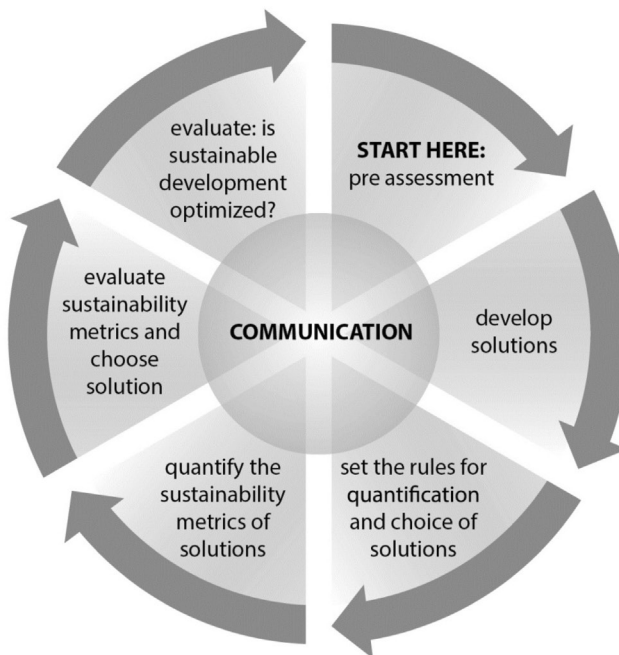 START HERE:
pre assessment
develop
solutions
set the rules for
quantification
and choice of
solutions
quantify the
sustainability
metrics of
solutions
evaluate
sustainability
metrics and
choose
solution
evaluate: is
sustainable
development
optimized?
COMMUNICATION